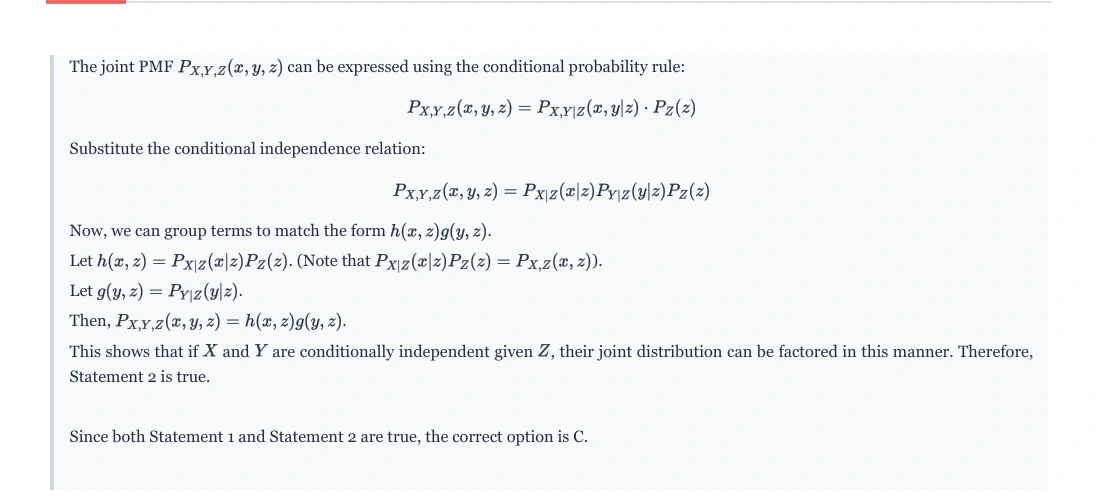 The joint PMF P_{X,Y,Z}(x, y, z) can be expressed using the conditional probability rule:
P_{X,Y,Z}(x, y, z) = P_{X,Y|Z}(x, y|z) · P_Z(z)
Substitute the conditional independence relation:
P_{X,Y,Z}(x, y, z) = P_{X|Z}(x|z)P_{Y|Z}(y|z)P_Z(z)
Now, we can group terms to match the form h(x, z)g(y, z).
Let h(x, z) = P_{X|Z}(x|z)P_Z(z). (Note that P_{X|Z}(x|z)P_Z(z) = P_{X,Z}(x, z)).
Let g(y, z) = P_{Y|Z}(y|z).
Then, P_{X,Y,Z}(x, y, z) = h(x, z)g(y, z).
This shows that if X and Y are conditionally independent given Z, their joint distribution can be factored in this manner. Therefore,
Statement 2 is true.
Since both Statement 1 and Statement 2 are true, the correct option is C.